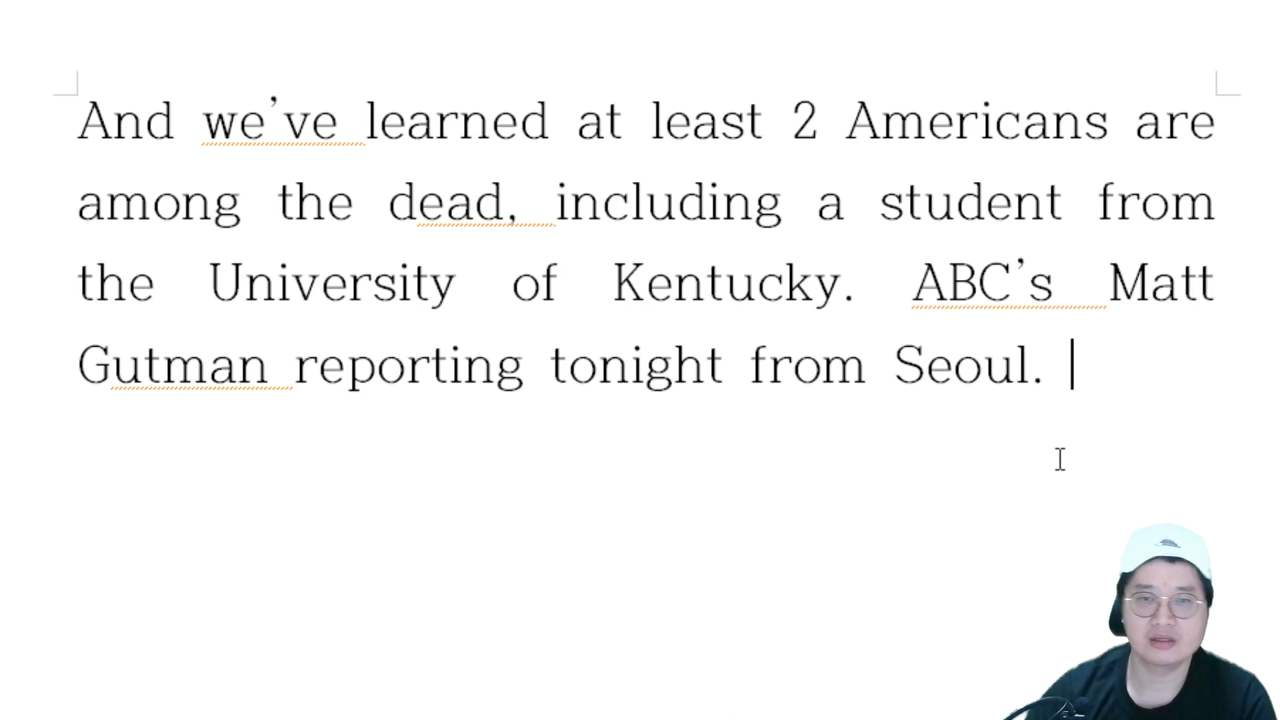 And we've learned at least 2 Americans are
among the dead, including a student from
the University of Kentucky. ABC's Matt
Gutman reporting tonight from Seoul.